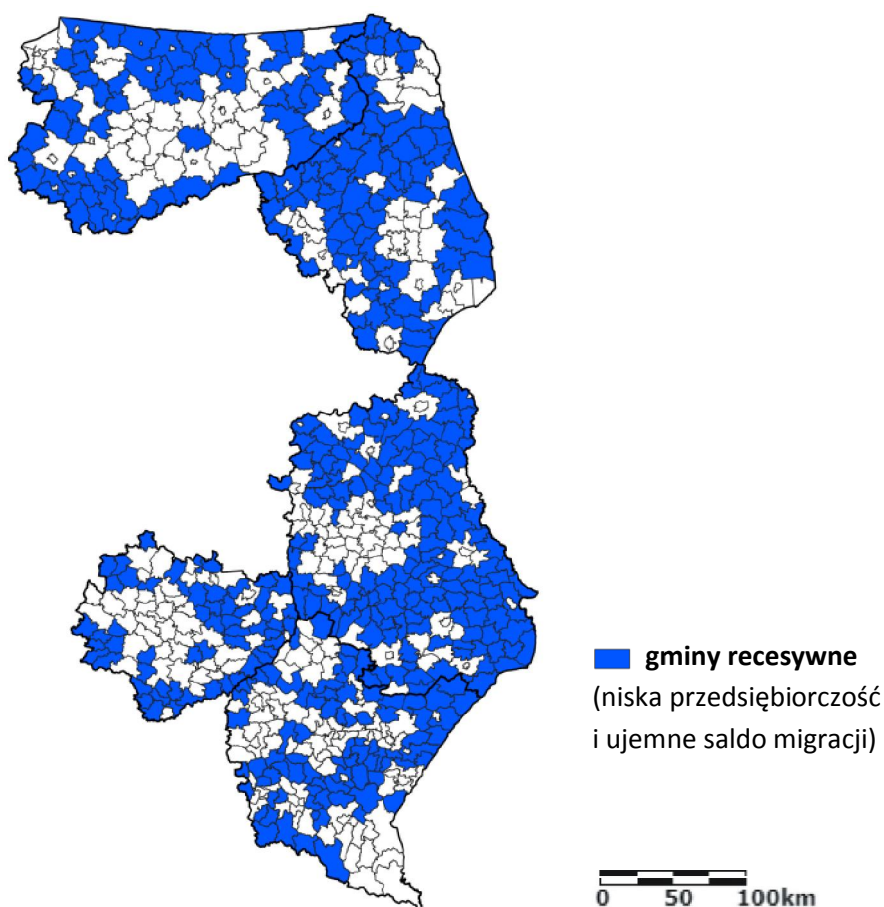 gminy recesywne
(niska przedsiębiorczość
i ujemne saldo migracji)
0 50 100km